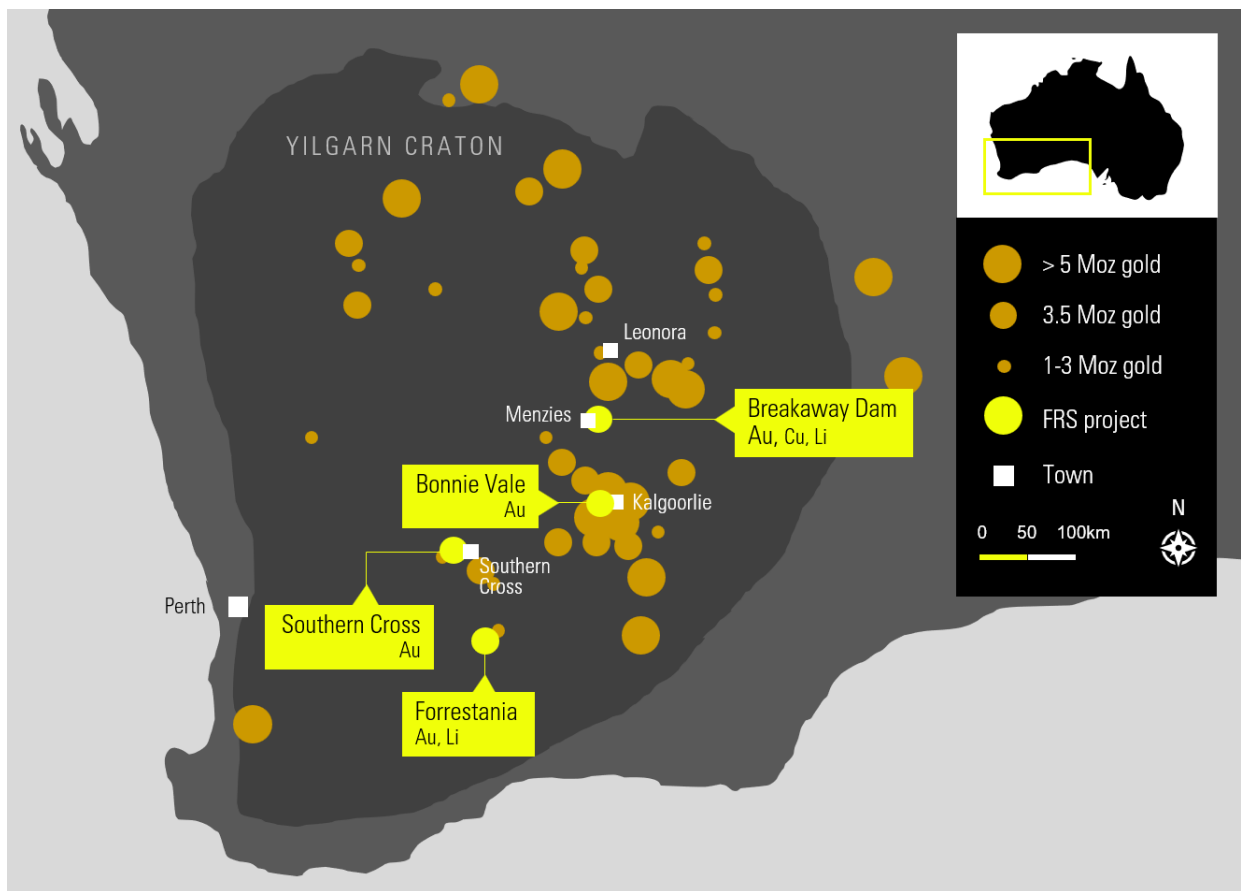 YILGARN CRATON
> 5 Moz gold
3.5 Moz gold
1-3 Moz gold
FRS project
Town
N
0 50 100km
Leonora
Menzies
Breakaway Dam
Au, Cu, Li
Bonnie Vale
Au
Kalgoorlie
Southern
Cross
Perth
Southern Cross
Au
Forrestania
Au, Li